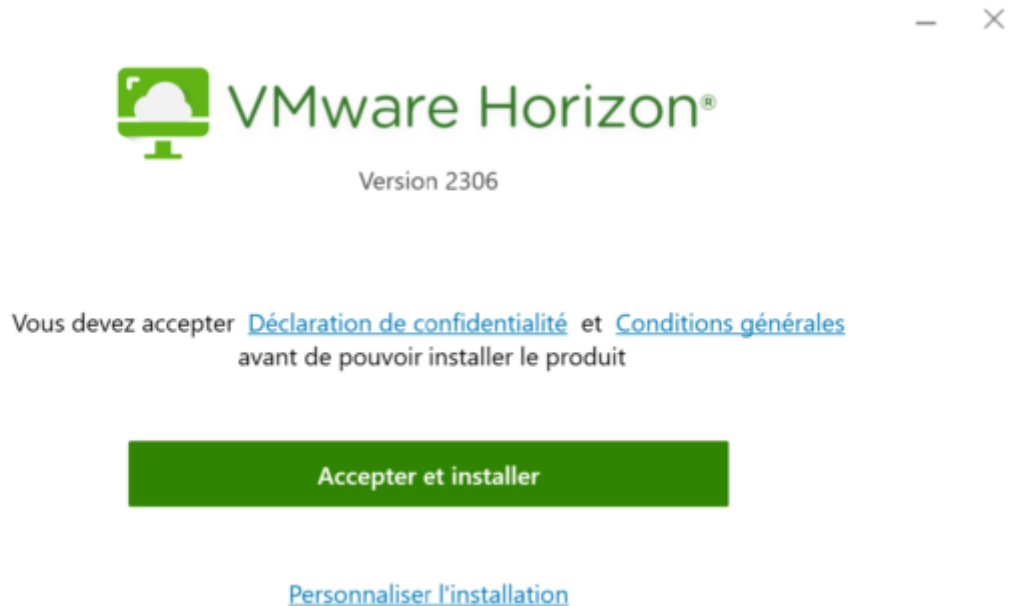 VMware Horizon®
Version 2306
Vous devez accepter Déclaration de confidentialité et Conditions générales
avant de pouvoir installer le produit
Accepter et installer
Personnaliser l'installation